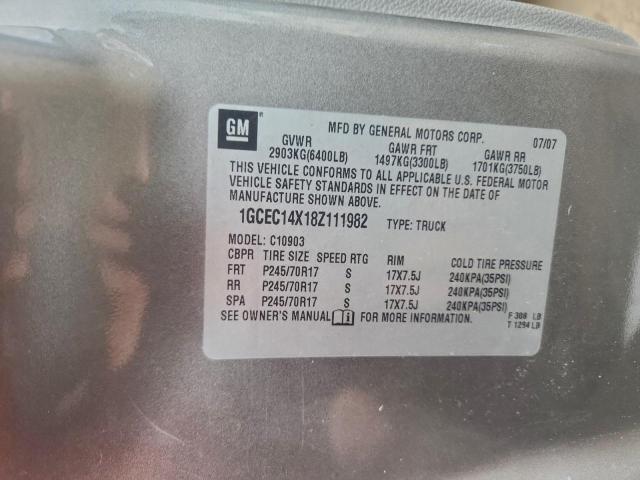 GM
MFD BY GENERAL MOTORS CORP. 07/07
GVWR GAWR FRT GAWR RR
2903KG(6400LB) 1497KG(3300LB) 1701KG(3750LB)
THIS VEHICLE CONFORMS TO ALL APPLICABLE U.S. FEDERAL MOTOR
VEHICLE SAFETY STANDARDS IN EFFECT ON THE DATE OF
MANUFACTURE SHOWN ABOVE.
1GCEC14X18Z111982 TYPE: TRUCK
MODEL: C10903
CBPR TIRE SIZE SPEED RTG RIM COLD TIRE PRESSURE
FRT P245/70R17 S 17X7.5J 240KPA(35PSI)
RR P245/70R17 S 17X7.5J 240KPA(35PSI)
SPA P245/70R17 S 17X7.5J 240KPA(35PSI)
SEE OWNER'S MANUAL FOR MORE INFORMATION. F 308 LB
T 1294 LB